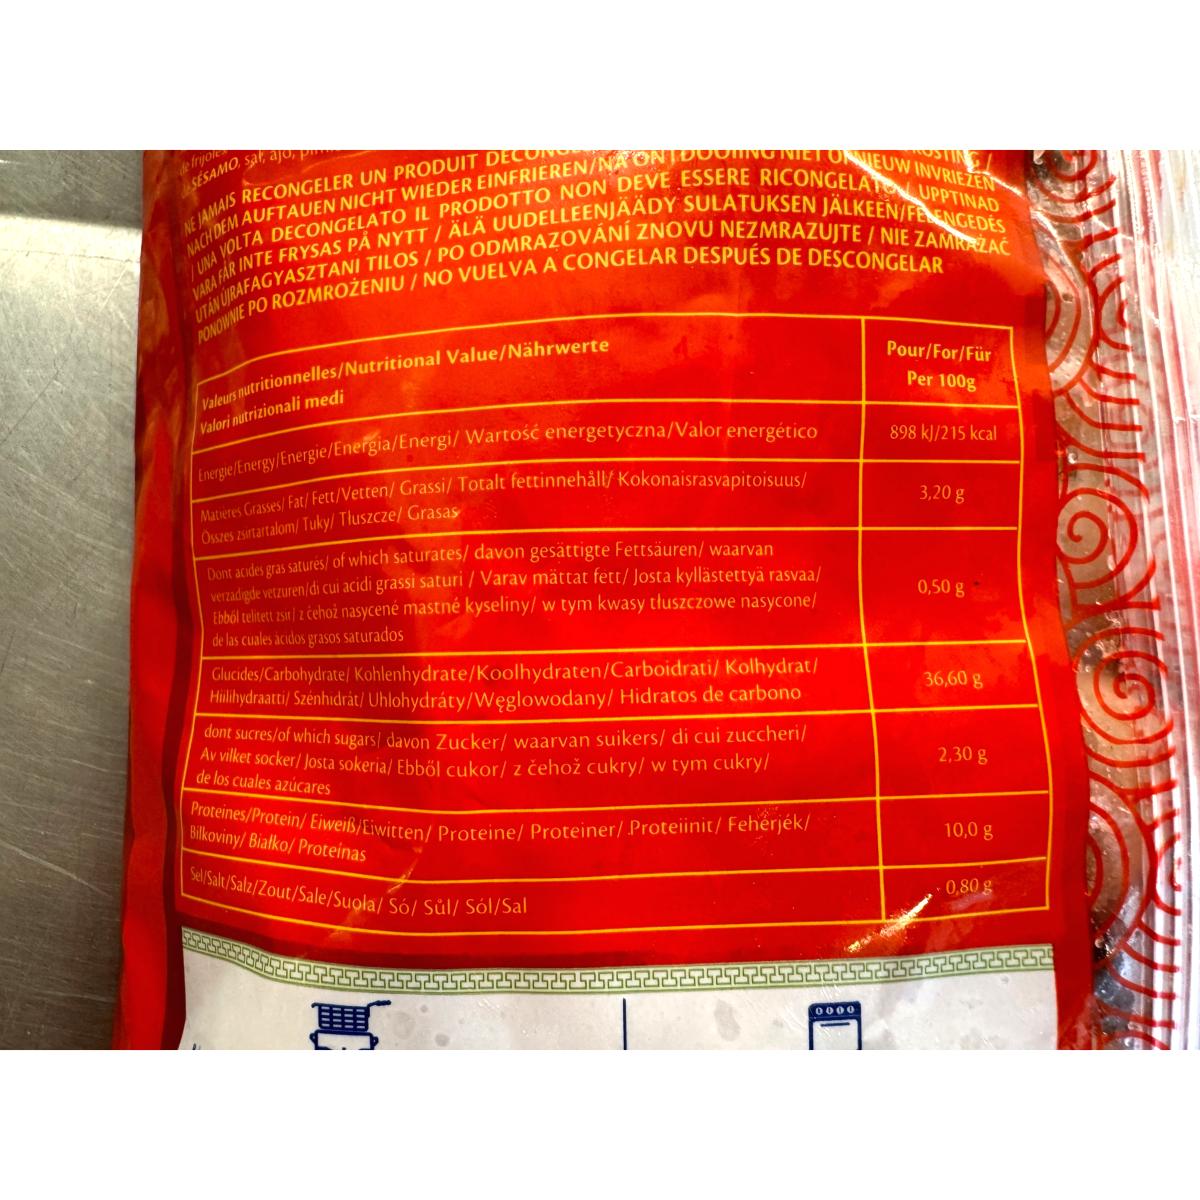 de frijoles
SÉSAMO, sal, ajo,
NE JAMAIS RECONGELER UN PRODUIT
NACH DEM AUFTAUEN NICHT WIEDER EINFRIEREN/NA ONTDOOIING NIET OPNIEUW INVRIEZEN
/ UNA VOLTA DECONGELATO IL PRODOTTO NON DEVE ESSERE RICONGELATO / UPPTINAD
VARA FÅR INTE FRYSAS PÅ NYTT / ÄLÄ UUDELLEENJÄÄDY SULATUKSEN JÄLKEEN/FELENGEDÉS
UTÁN ÚJRAFAGYASZTANI TILOS / PO ODMRAZOVÁNÍ ZNOVU NEZMRAZUJTE / NIE ZAMRAŻAĆ
PONOWNIE PO ROZMROŻENIU / NO VUELVA A CONGELAR DESPUÉS DE DESCONGELAR
Valeurs nutritionnelles/Nutritional Value/Nährwerte
Valori nutrizionali medi
Pour/For/Für
Per 100g
Energie/Energy/Energie/Energia/Energi/ Wartość energetyczna/Valor energético
898 kJ/215 kcal
Matières Grasses/ Fat/ Fett/Vetten/ Grassi/ Totalt fettinnehåll/ Kokonaisrasvapitoisuus/
Összes zsírtartalom/ Tuky/ Tłuszcze/ Grasas
3,20 g
Dont acides gras saturés/ of which saturates/ davon gesättigte Fettsäuren/ waarvan
verzadigde vetzuren/di cui acidi grassi saturi / Varav mättat fett/ Josta kyllästettyä rasvaa/
Ebből telített zsír/ z čehož nasycené mastné kyseliny/ w tym kwasy tłuszczowe nasycone/
de las cuales ácidos grasos saturados
0,50 g
Glucides/Carbohydrate/ Kohlenhydrate/Koolhydraten/Carboidrati/ Kolhydrat/
Hiilihydraatti/ Szénhidrát/ Uhlohydráty/Węglowodany/ Hidratos de carbono
36,60 g
dont sucres/of which sugars/ davon Zucker/ waarvan suikers/ di cui zuccheri/
Av vilket socker/ Josta sokeria/ Ebből cukor/ z čehož cukry/ w tym cukry/
de los cuales azúcares
2,30 g
Proteines/Protein/ Eiweiß/Eiwitten/ Proteine/ Proteiner/ Proteiinit/ Fehérjék/
Bílkoviny/ Białko/ Proteínas
10,0 g
Sel/Salt/Salz/Zout/Sale/Suola/ Só/ Sůl/ Sól/Sal
0,80 g